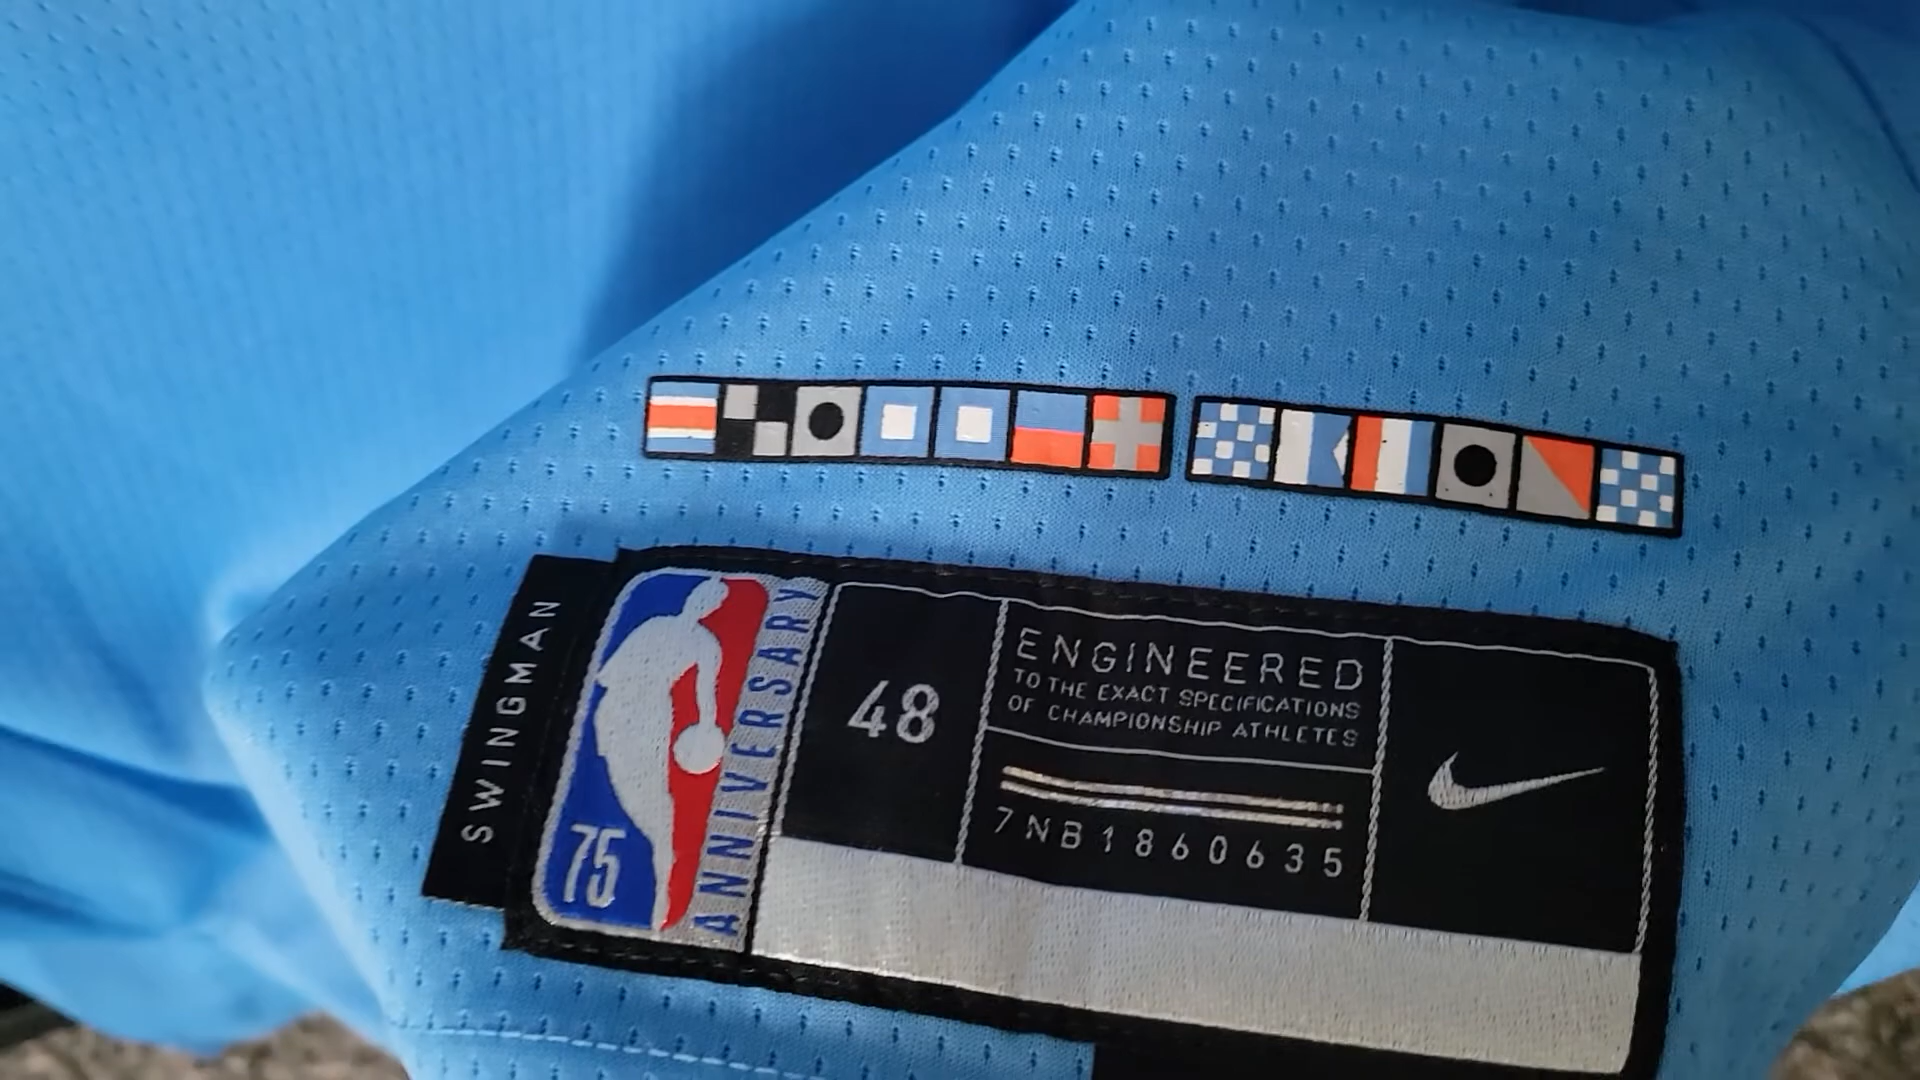 SWINGMAN
75
ANNIVERSARY
48
ENGINEERED
TO THE EXACT SPECIFICATIONS
OF CHAMPIONSHIP ATHLETES
7NB1860635